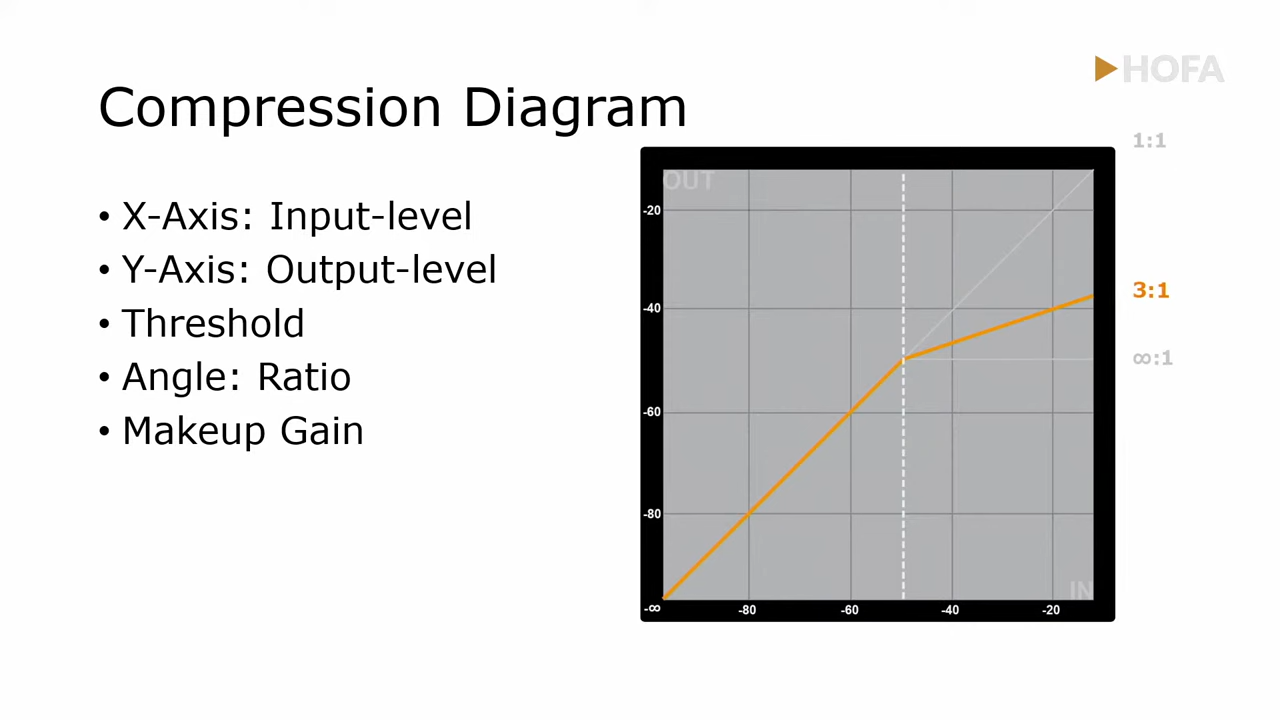 HOFA
Compression Diagram
• X-Axis: Input-level
• Y-Axis: Output-level
• Threshold
• Angle: Ratio
• Makeup Gain
OUT
-20
-40
-60
-80
-∞
-80
-60
-40
-20
IN
1:1
3:1
∞:1